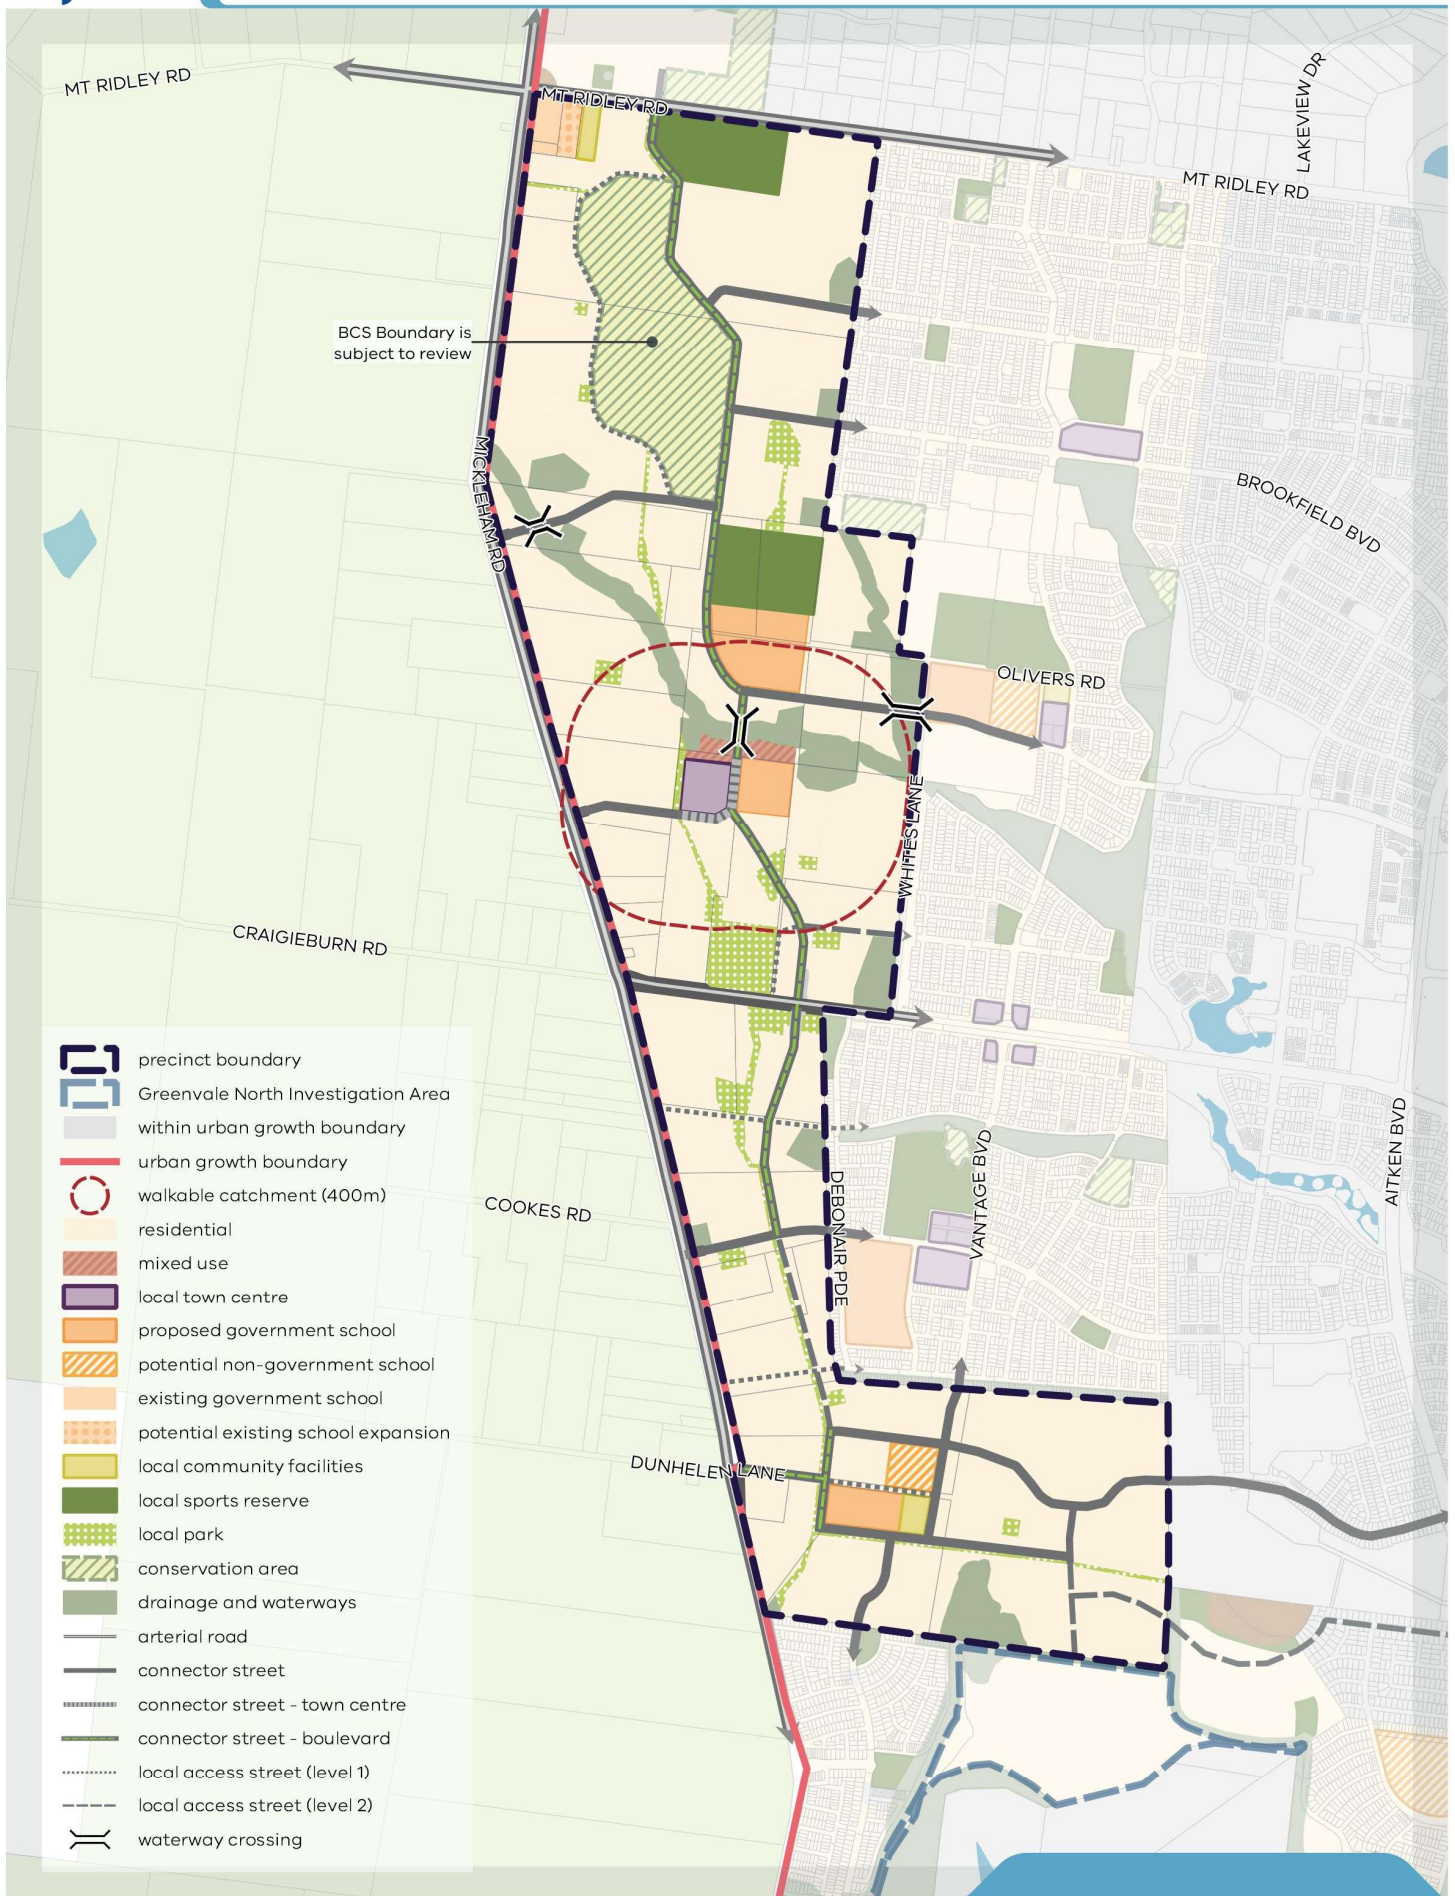 LAKEVIEW DR
MT RIDLEY RD
MT RIDLEY RD
MT RIDLEY RD
BCS Boundary is
subject to review
MICKLEHAM RD
BROOKFIELD BVD
OLIVERS RD
WHITES LANE
CRAIGIEBURN RD
precinct boundary
Greenvale North Investigation Area
within urban growth boundary
urban growth boundary
walkable catchment (400m)
residential
mixed use
local town centre
proposed government school
potential non-government school
existing government school
potential existing school expansion
local community facilities
local sports reserve
local park
conservation area
drainage and waterways
arterial road
connector street
connector street - town centre
connector street - boulevard
local access street (level 1)
local access street (level 2)
waterway crossing
AITKEN BVD
VANTAGE BVD
DEBONAIR PDE
COOKES RD
DUNHELEN LANE